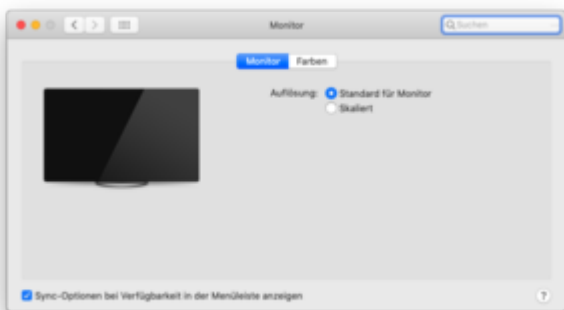 Monitor
Suchen
Monitor Farben
Auflösung: Standard für Monitor
Skaliert
Sync-Optionen bei Verfügbarkeit in der Menüleiste anzeigen
?